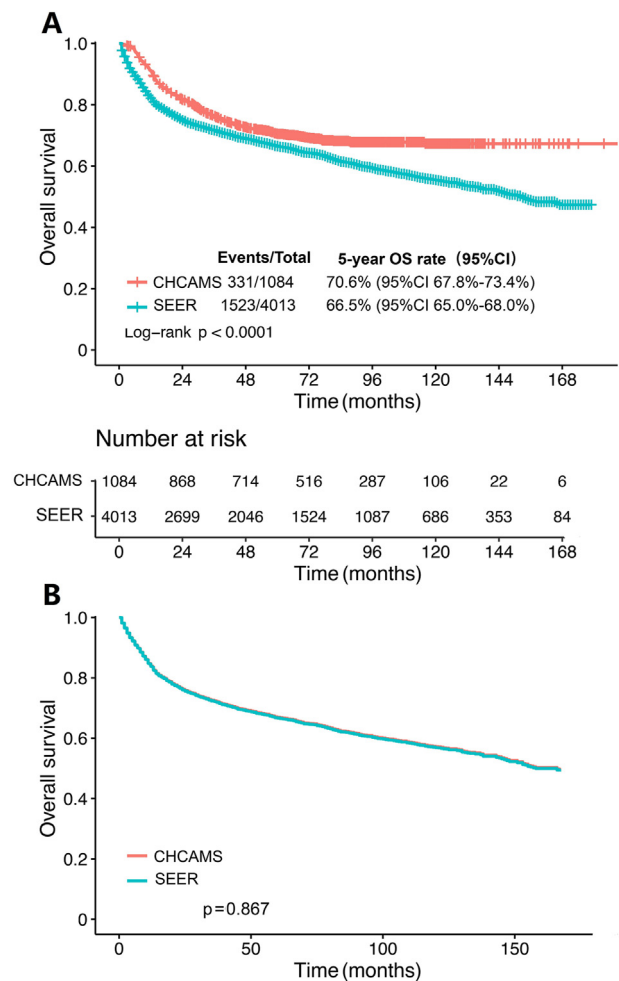 A
1.0
0.8
0.6
0.4
0.2
0
Overall survival
Events/Total 5-year OS rate (95%CI)
CHCAMS 331/1084 70.6% (95%CI 67.8%-73.4%)
SEER 1523/4013 66.5% (95%CI 65.0%-68.0%)
Log-rank p < 0.0001
0 24 48 72 96 120 144 168
Time (months)
Number at risk
CHCAMS 1084 868 714 516 287 106 22 6
SEER 4013 2699 2046 1524 1087 686 353 84
0 24 48 72 96 120 144 168
Time (months)
B
1.0
0.8
0.6
0.4
0.2
0
Overall survival
CHCAMS
SEER
p=0.867
0 50 100 150
Time (months)